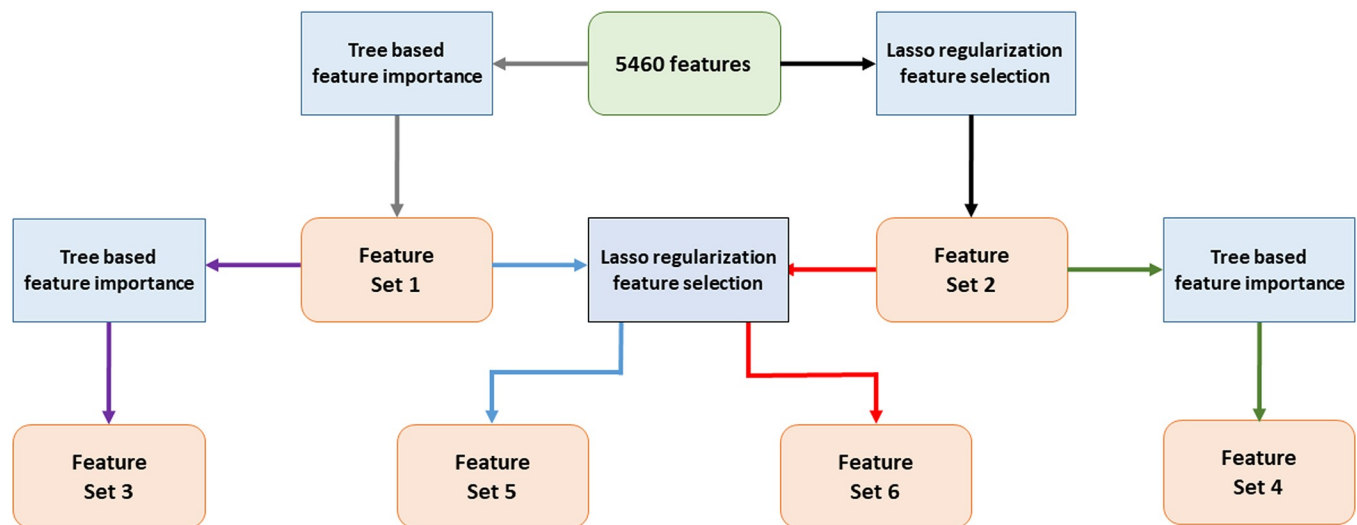 Tree based
feature importance
5460 features
Lasso regularization
feature selection
Tree based
feature importance
Feature
Set 1
Lasso regularization
feature selection
Feature
Set 2
Tree based
feature importance
Feature
Set 3
Feature
Set 5
Feature
Set 6
Feature
Set 4